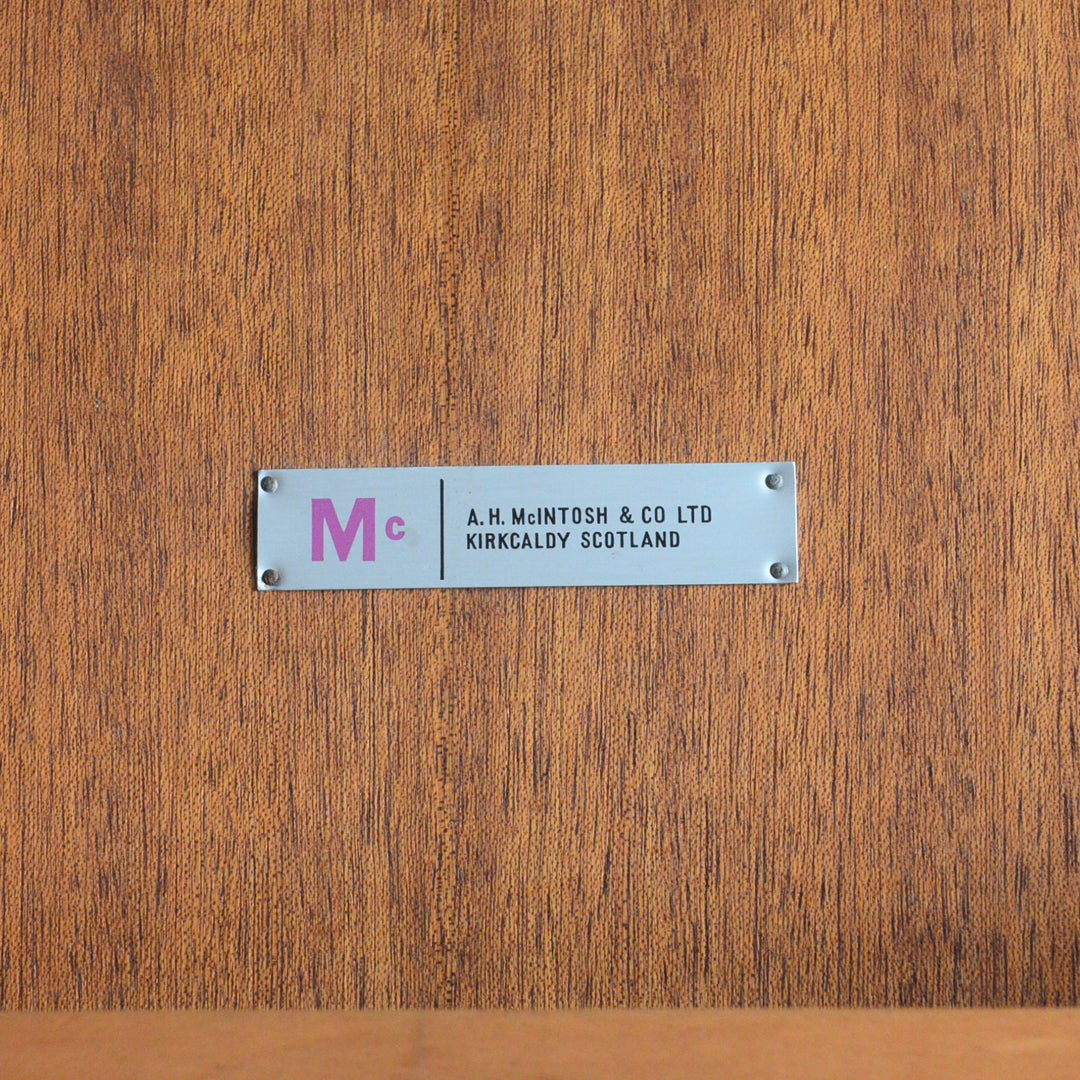 Mc
A. H. McINTOSH & CO LTD
KIRKCALDY SCOTLAND